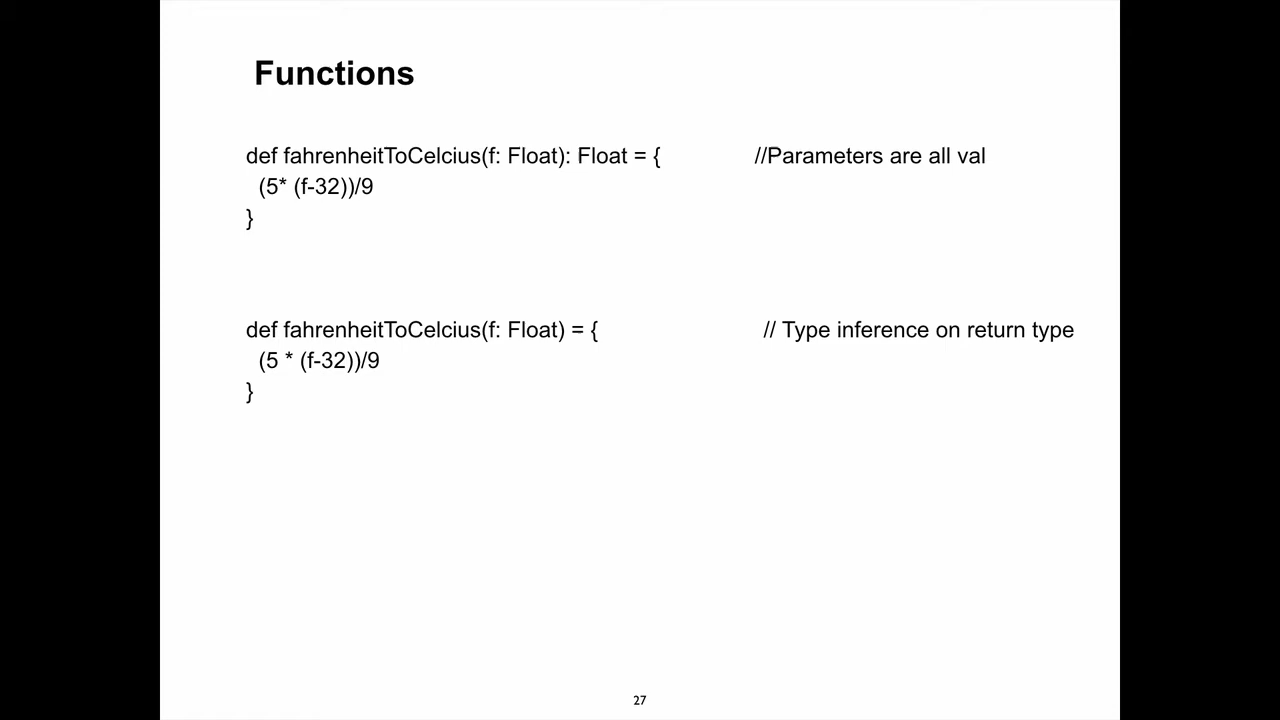 Functions
def fahrenheitToCelcius(f: Float): Float = { //Parameters are all val
(5* (f-32))/9
}
def fahrenheitToCelcius(f: Float) = { // Type inference on return type
(5 * (f-32))/9
}
27